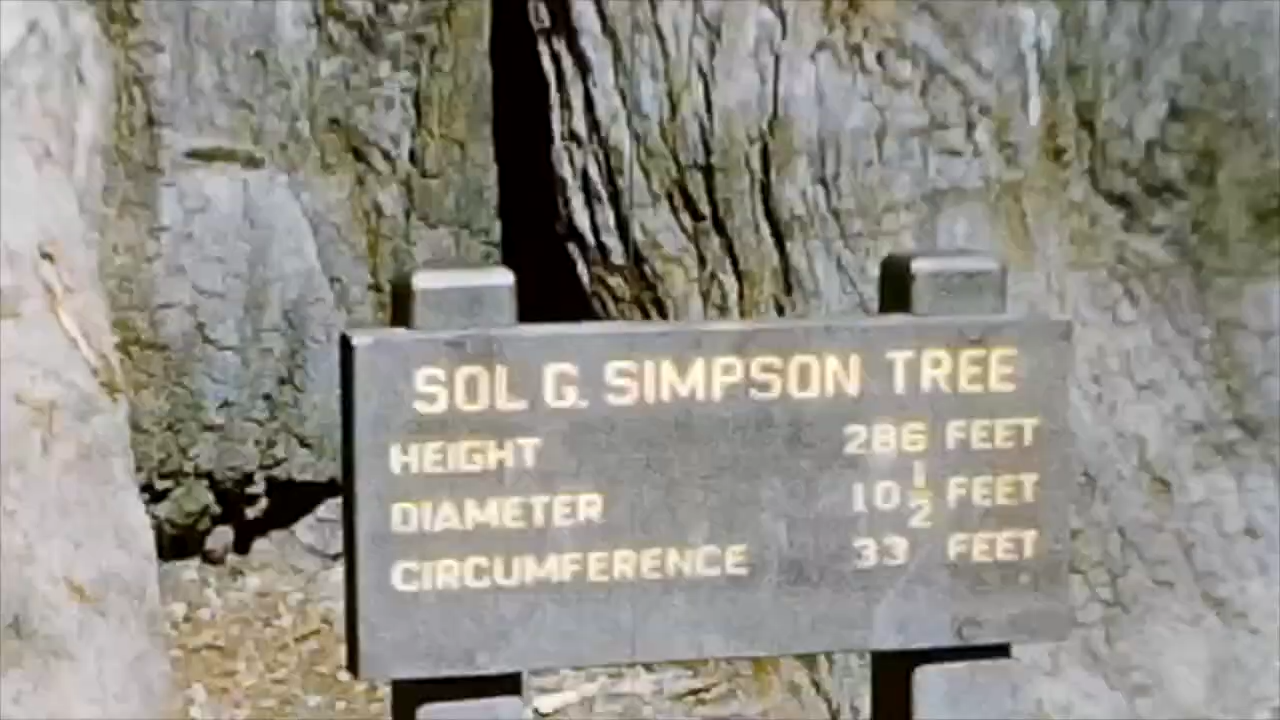 SOL G. SIMPSON TREE
HEIGHT 286 FEET
DIAMETER 10 1/2 FEET
CIRCUMFERENCE 33 FEET